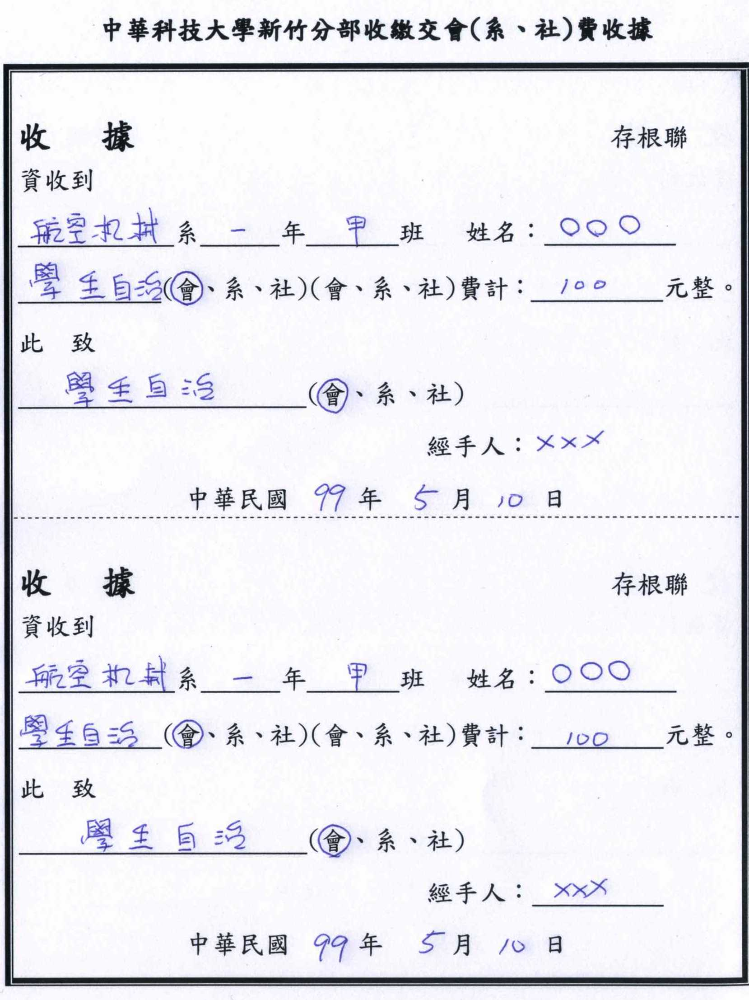 中華科技大學新竹分部收繳交會(系、社)費收據
收 據 存根聯
資收到
航空机械系 一 年 甲 班 姓名：○○○
學生自治(會、系、社)(會、系、社)費計：100 元整。
此 致
學生自治 (會、系、社)
經手人：×××
中華民國 99 年 5 月 10 日
收 據 存根聯
資收到
航空机械系 一 年 甲 班 姓名：○○○
學生自治 (會、系、社)(會、系、社)費計：100 元整。
此 致
學生自治 (會、系、社)
經手人：×××
中華民國 99 年 5 月 10 日